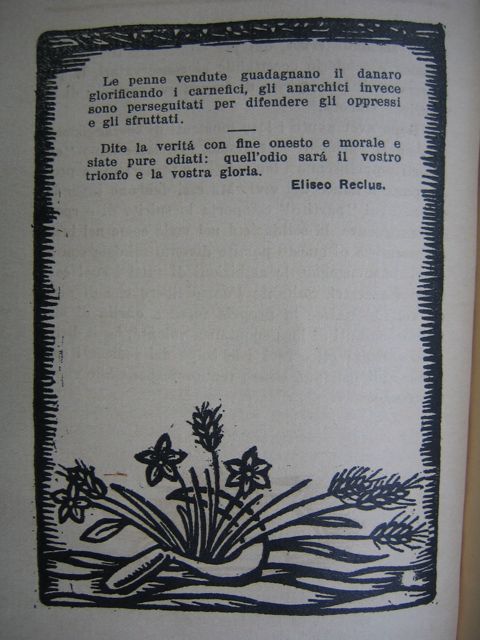 Le penne vendute guadagnano il danaro
glorificando i carnefici, gli anarchici invece
sono perseguitati per difendere gli oppressi
e gli sfruttati.
Dite la veritá con fine onesto e morale e
siate pure odiati: quell'odio sará il vostro
trionfo e la vostra gloria.
Eliseo Reclus.